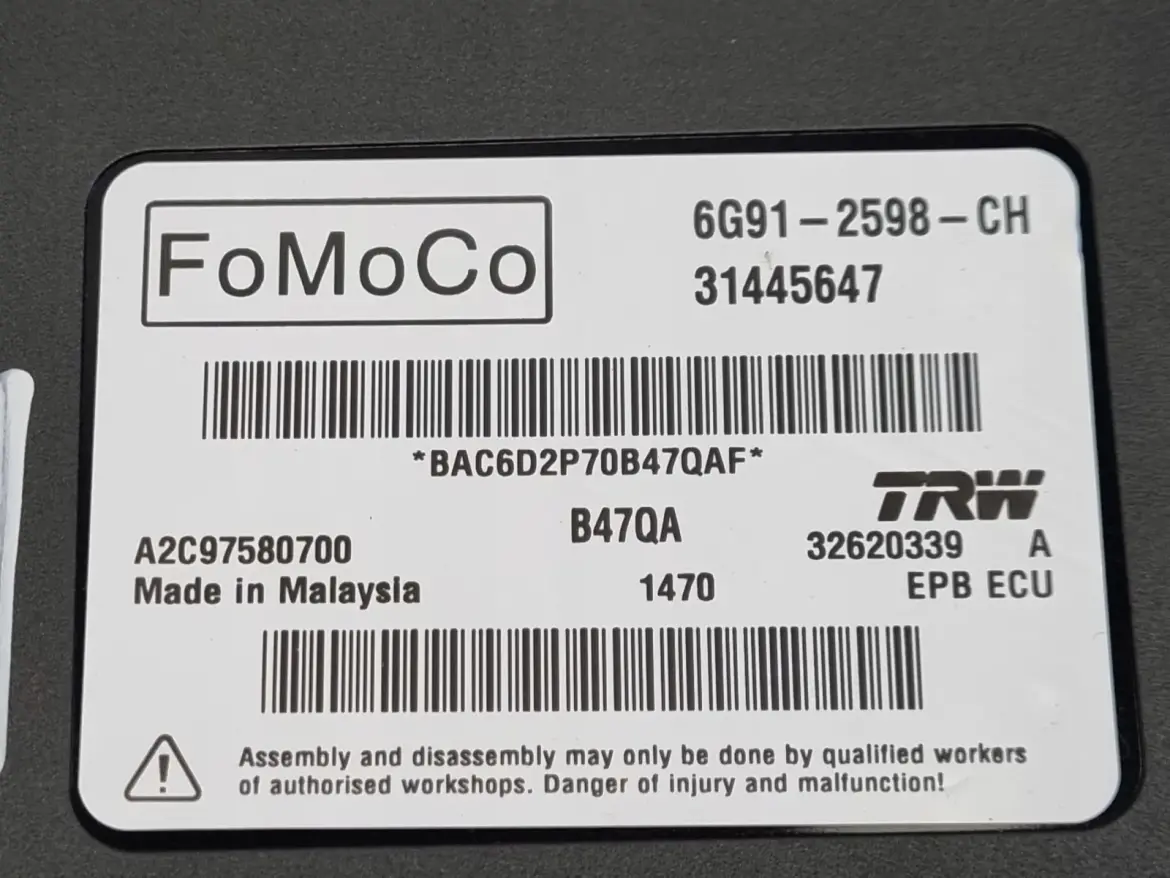 FoMoCo
6G91-2598-CH
31445647
*BAC6D2P70B47QAF*
TRW
B47QA
A2C97580700
32620339 A
Made in Malaysia
1470
EPB ECU
Assembly and disassembly may only be done by qualified workers
of authorised workshops. Danger of injury and malfunction!